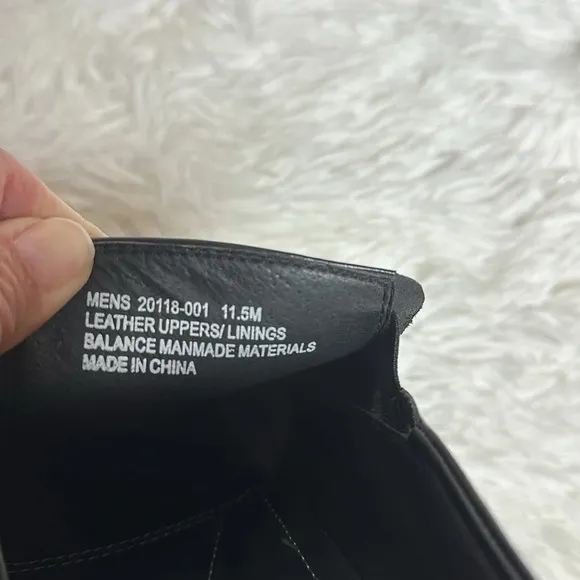 MENS 20118-001 11.5M
LEATHER UPPERS/ LININGS
BALANCE MANMADE MATERIALS
MADE IN CHINA